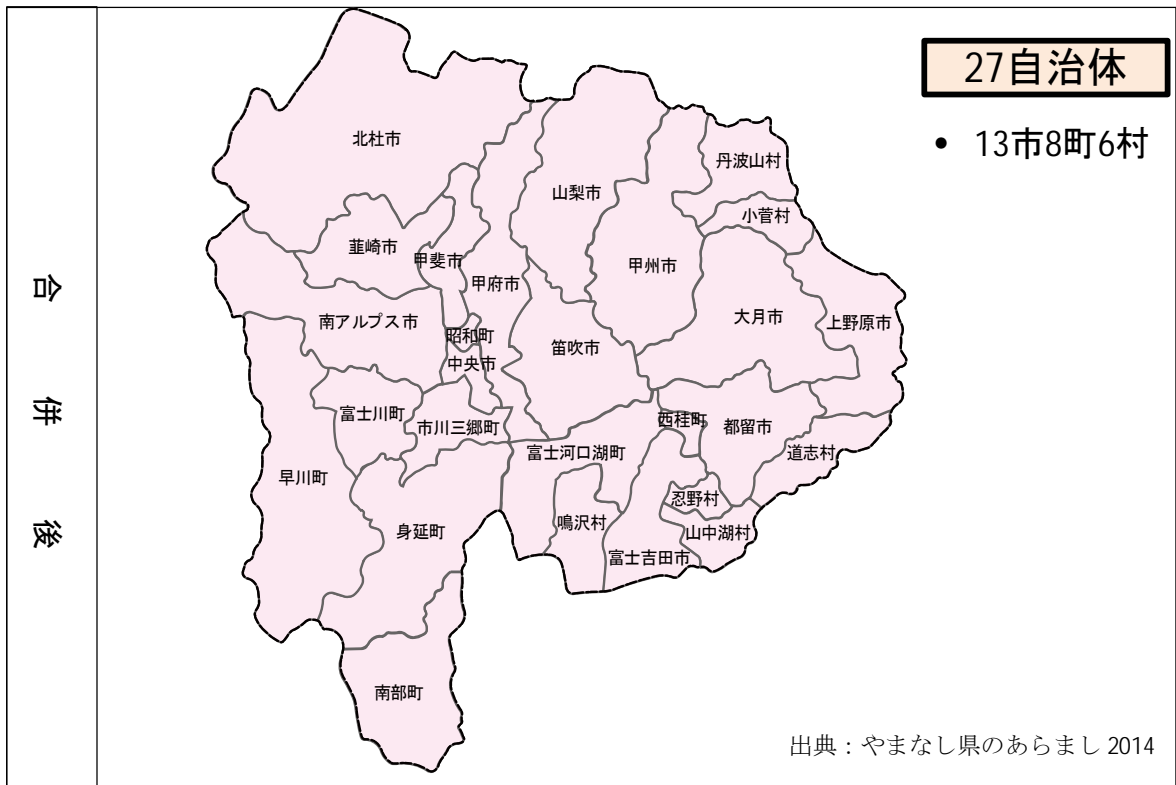 合併後
27自治体
• 13市8町6村
北杜市
丹波山村
山梨市
小菅村
韮崎市
甲斐市
甲州市
甲府市
南アルプス市
大月市
上野原市
昭和町
笛吹市
中央市
富士川町
市川三郷町
西桂町
都留市
富士河口湖町
道志村
早川町
忍野村
鳴沢村
身延町
山中湖村
富士吉田市
南部町
出典：やまなし県のあらまし 2014